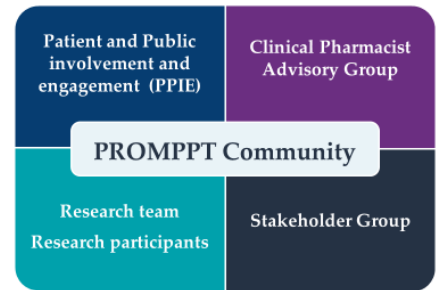 Patient and Public
involvement and
engagement (PPIE)
Clinical Pharmacist
Advisory Group
PROMPPT Community
Research team
Research participants
Stakeholder Group